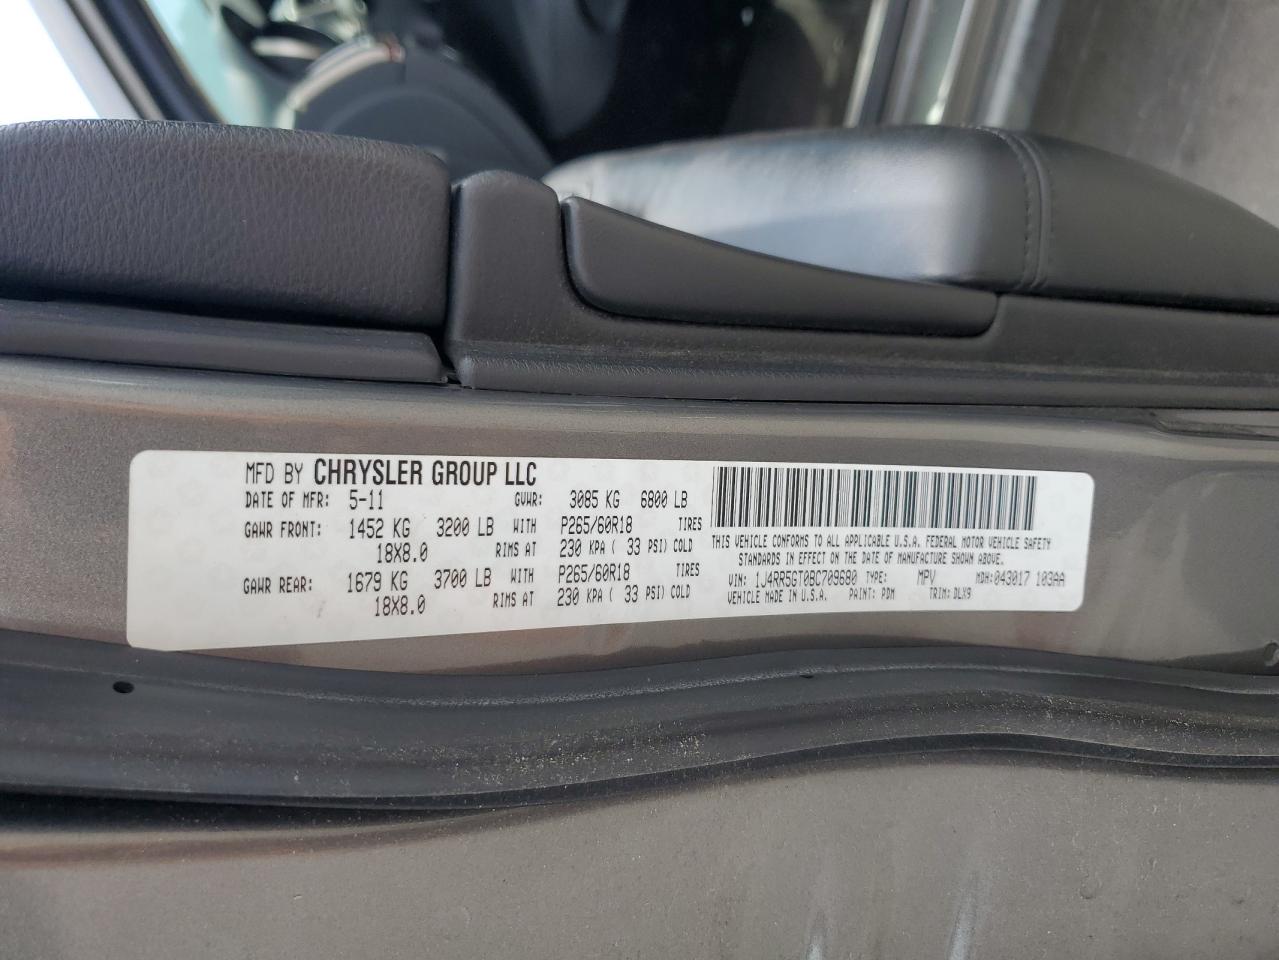 MFD BY CHRYSLER GROUP LLC
DATE OF MFR: 5-11 GVWR: 3085 KG 6800 LB
GAWR FRONT: 1452 KG 3200 LB WITH P265/60R18 TIRES
18X8.0 RIMS AT 230 KPA ( 33 PSI) COLD
GAWR REAR: 1679 KG 3700 LB WITH P265/60R18 TIRES
18X8.0 RIMS AT 230 KPA ( 33 PSI) COLD
THIS VEHICLE CONFORMS TO ALL APPLICABLE U.S.A. FEDERAL MOTOR VEHICLE SAFETY
STANDARDS IN EFFECT ON THE DATE OF MANUFACTURE SHOWN ABOVE.
VIN: 1J4RR5GT0BC709680 TYPE: MPV MDH: 043017 103AA
VEHICLE MADE IN U.S.A. PAINT: PDM TRIM: DLX9